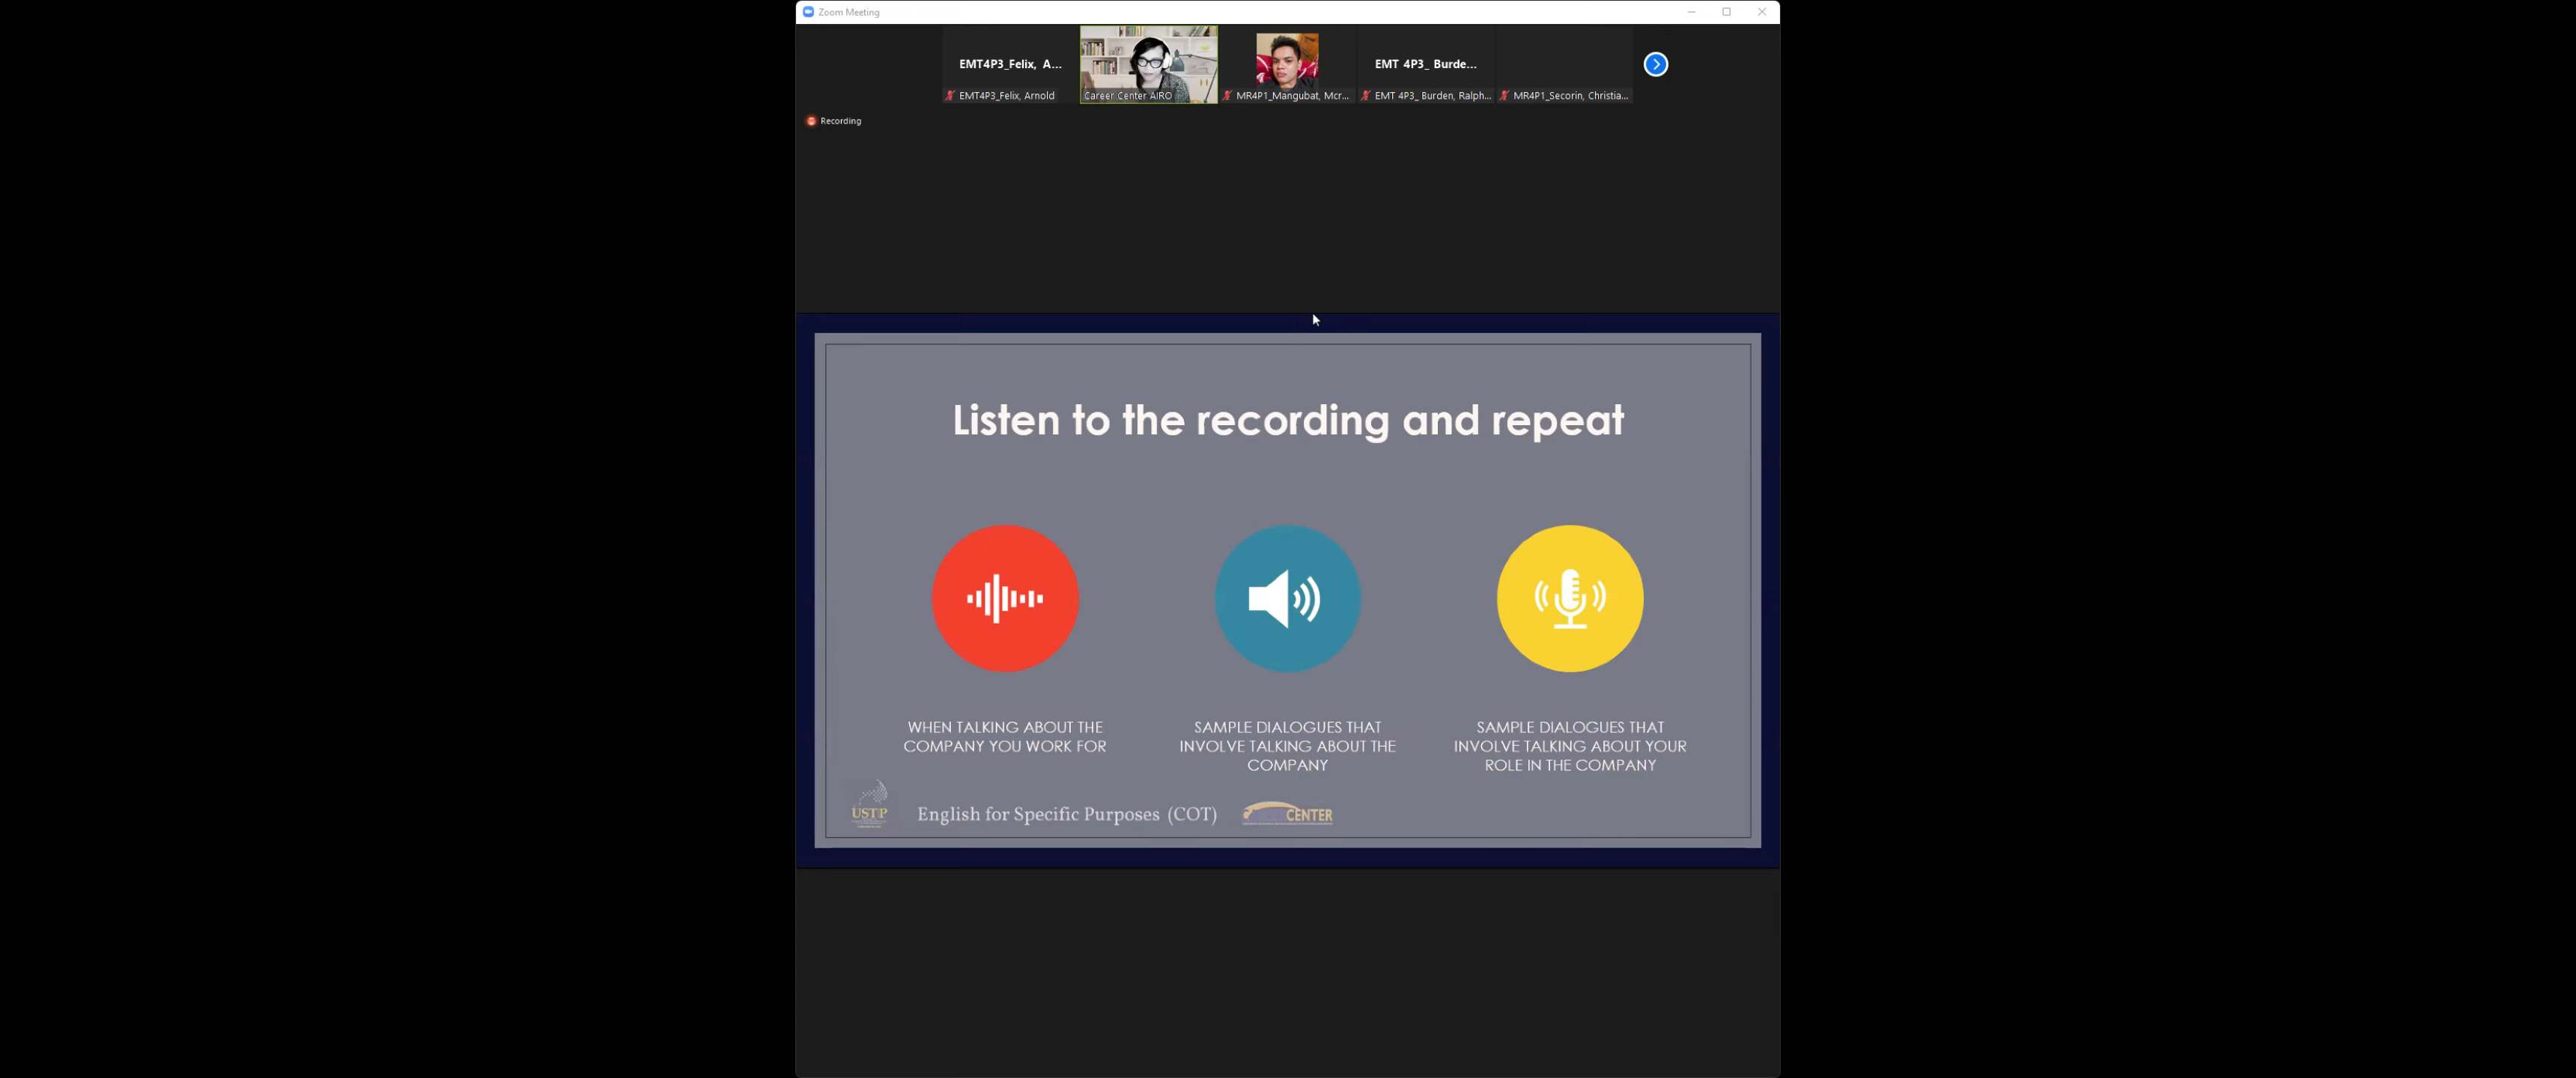 Zoom Meeting
EMT4P3_Felix, A...
EMT 4P3_ Burde...
EMT4P3_Felix, Arnold
Career Center AIRO
MR4P1_Mangubat, Mcr...
EMT 4P3_ Burden, Ralph...
MR4P1_Secorin, Christia...
Recording
Listen to the recording and repeat
WHEN TALKING ABOUT THE
COMPANY YOU WORK FOR
SAMPLE DIALOGUES THAT
INVOLVE TALKING ABOUT THE
COMPANY
SAMPLE DIALOGUES THAT
INVOLVE TALKING ABOUT YOUR
ROLE IN THE COMPANY
USTP
English for Specific Purposes (COT)
CENTER